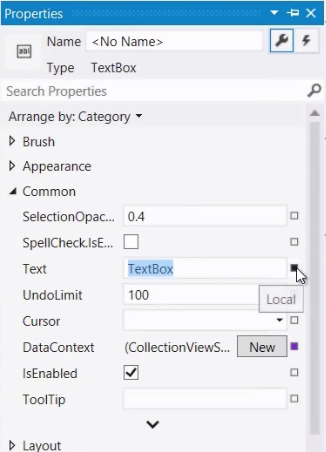 Properties
abl
Name <No Name>
Type TextBox
Search Properties
Arrange by: Category
Brush
Appearance
Common
SelectionOpac... 0.4
SpellCheck.IsE...
Text TextBox
UndoLimit 100
Local
Cursor
DataContext (CollectionViewS... New
IsEnabled
ToolTip
Layout